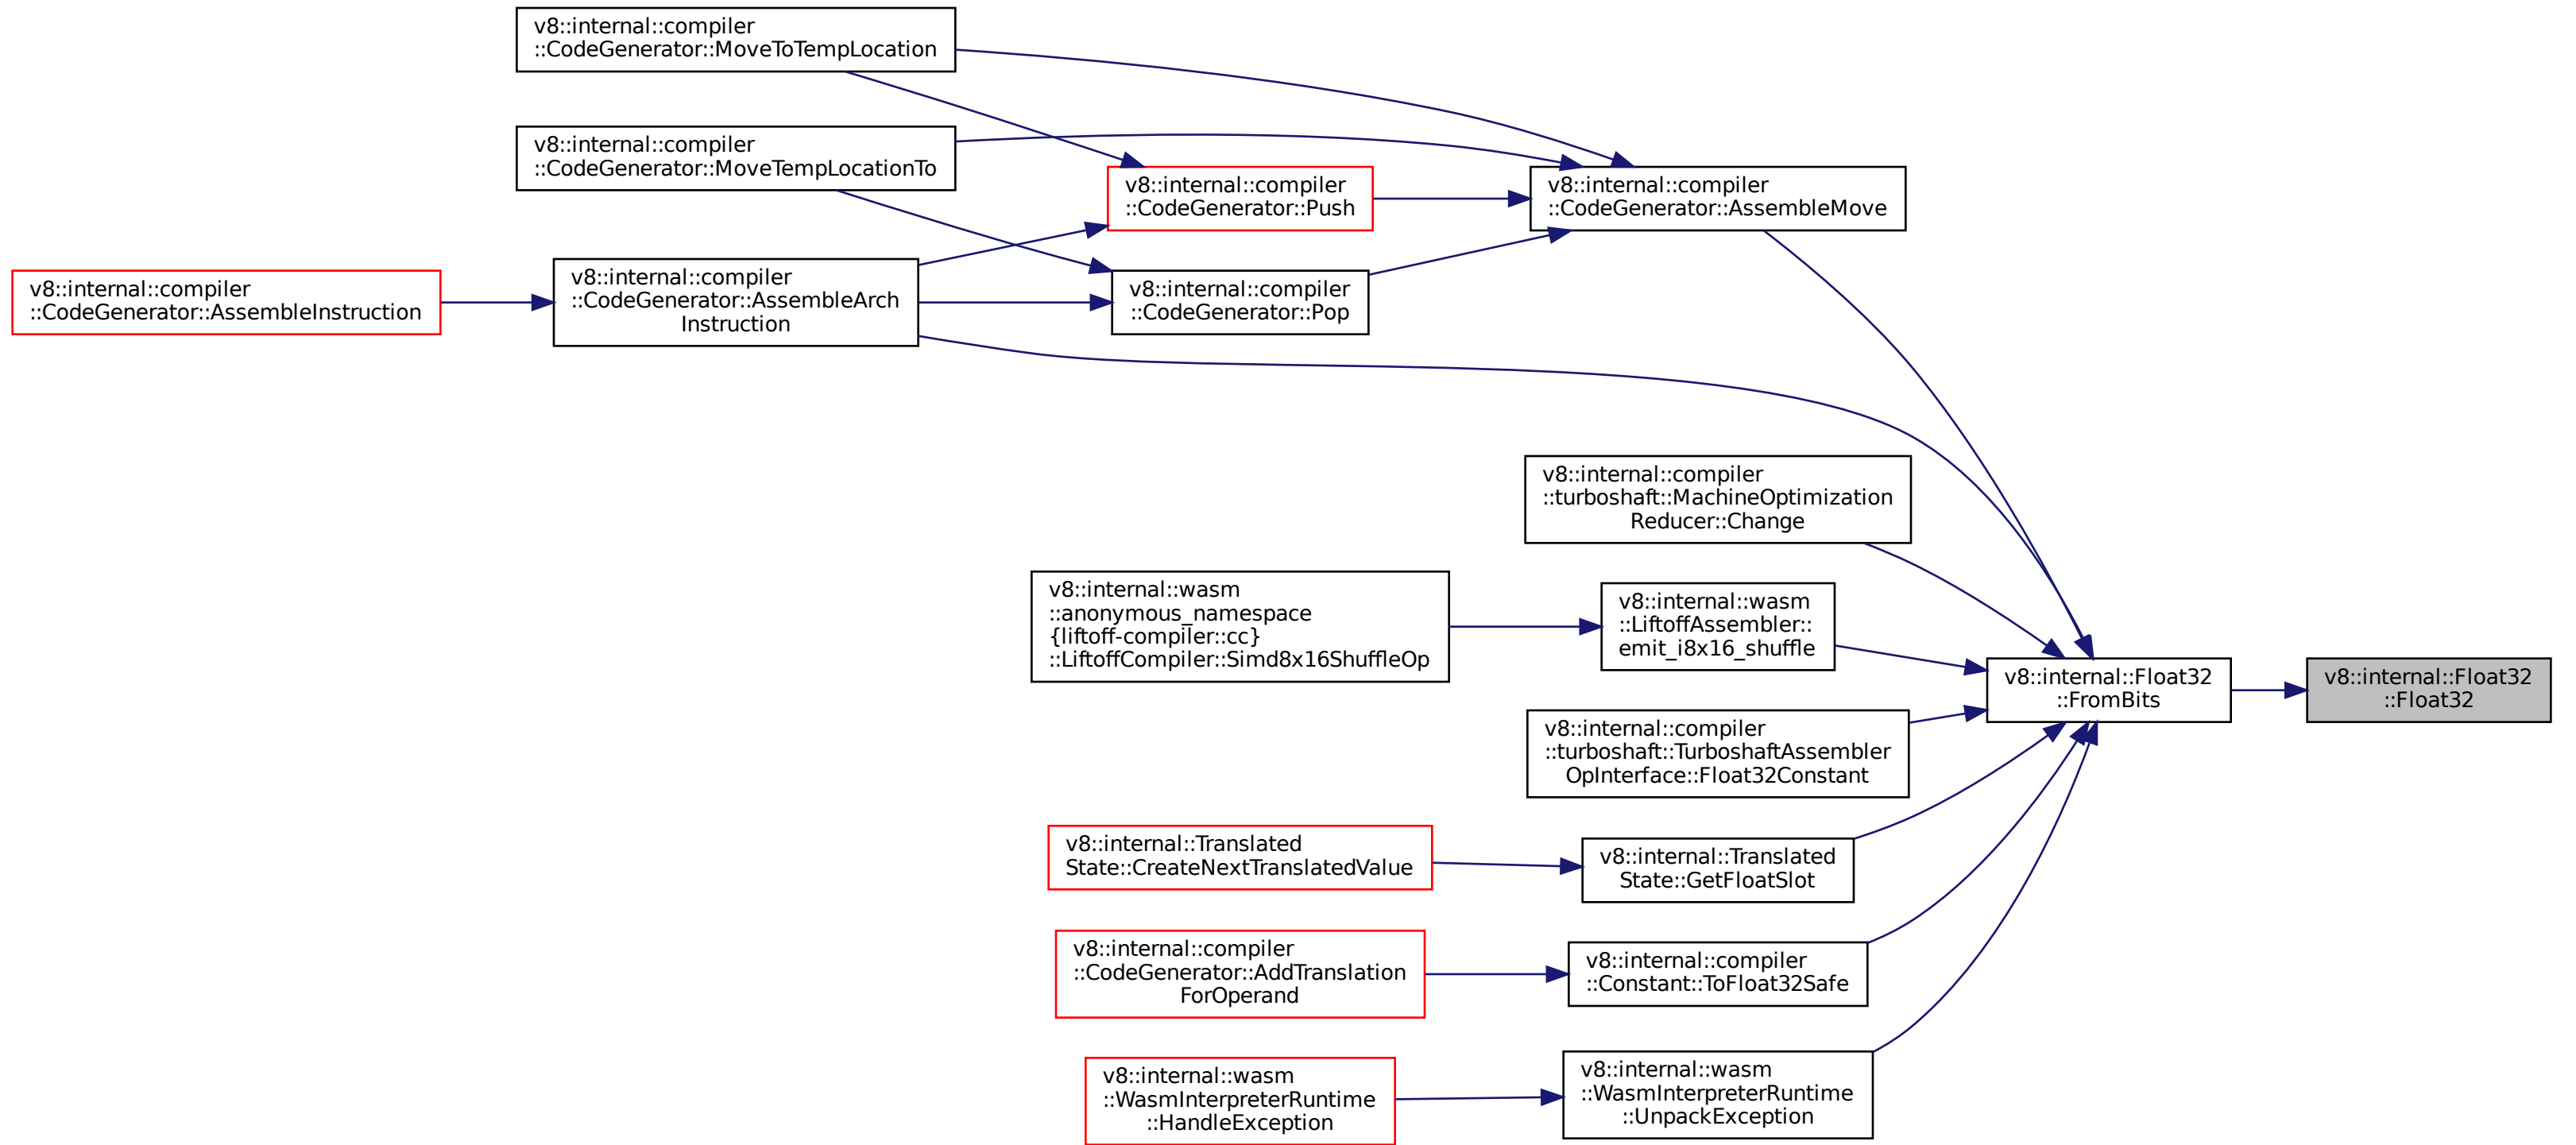 v8::internal::compiler
::CodeGenerator::MoveToTempLocation
v8::internal::compiler
::CodeGenerator::MoveTempLocationTo
v8::internal::compiler
::CodeGenerator::Push
v8::internal::compiler
::CodeGenerator::AssembleMove
v8::internal::compiler
::CodeGenerator::AssembleInstruction
v8::internal::compiler
::CodeGenerator::AssembleArch
Instruction
v8::internal::compiler
::CodeGenerator::Pop
v8::internal::compiler
::turboshaft::MachineOptimization
Reducer::Change
v8::internal::wasm
::anonymous_namespace
{liftoff-compiler::cc}
::LiftoffCompiler::Simd8x16ShuffleOp
v8::internal::wasm
::LiftoffAssembler::
emit_i8x16_shuffle
v8::internal::Float32
::FromBits
v8::internal::Float32
::Float32
v8::internal::compiler
::turboshaft::TurboshaftAssembler
OpInterface::Float32Constant
v8::internal::Translated
State::CreateNextTranslatedValue
v8::internal::Translated
State::GetFloatSlot
v8::internal::compiler
::CodeGenerator::AddTranslation
ForOperand
v8::internal::compiler
::Constant::ToFloat32Safe
v8::internal::wasm
::WasmInterpreterRuntime
::HandleException
v8::internal::wasm
::WasmInterpreterRuntime
::UnpackException